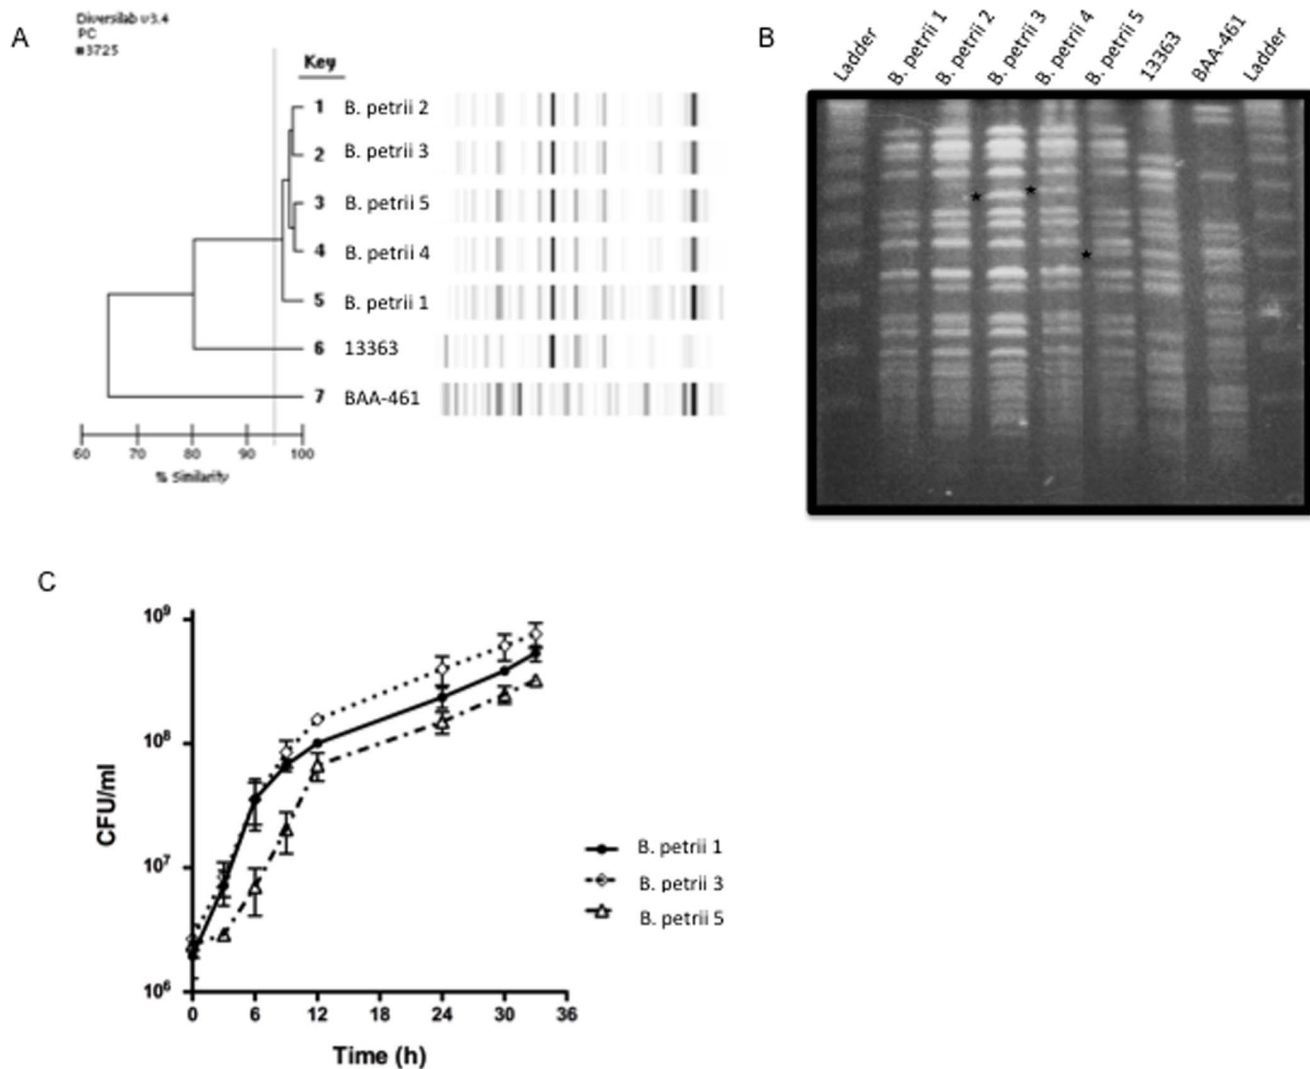 A
Diversilab v3.4
PC
#3725
Key
1 B. petrii 2
2 B. petrii 3
3 B. petrii 5
4 B. petrii 4
5 B. petrii 1
6 13363
7 BAA-461
60 70 80 90 100
% Similarity
B
Ladder
B. petrii 1
B. petrii 2
B. petrii 3
B. petrii 4
B. petrii 5
13363
BAA-461
Ladder
C
10⁹
10⁸
10⁷
10⁶
CFU/ml
0 6 12 18 24 30 36
Time (h)
B. petrii 1
B. petrii 3
B. petrii 5